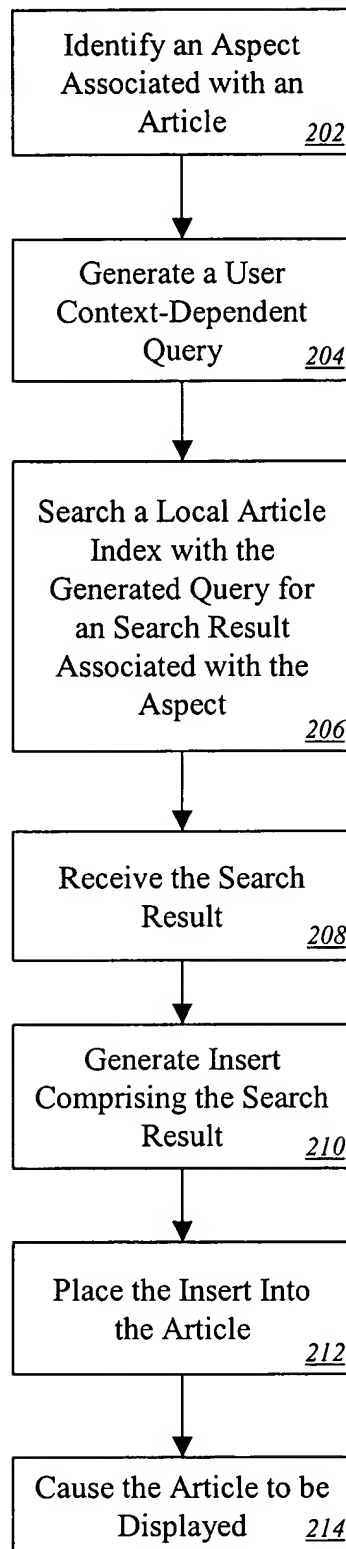 Identify an Aspect
Associated with an
Article
202
Generate a User
Context-Dependent
Query
204
Search a Local Article
Index with the
Generated Query for
an Search Result
Associated with the
Aspect
206
Receive the Search
Result
208
Generate Insert
Comprising the Search
Result
210
Place the Insert Into
the Article
212
Cause the Article to be
Displayed
214